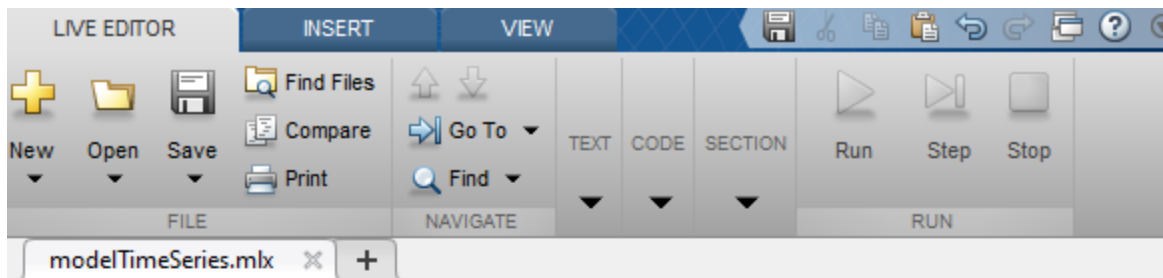 LIVE EDITOR INSERT VIEW
Find Files
Compare
Print
New Open Save
Go To
Find
TEXT CODE SECTION
Run Step Stop
FILE NAVIGATE RUN
modelTimeSeries.mlx